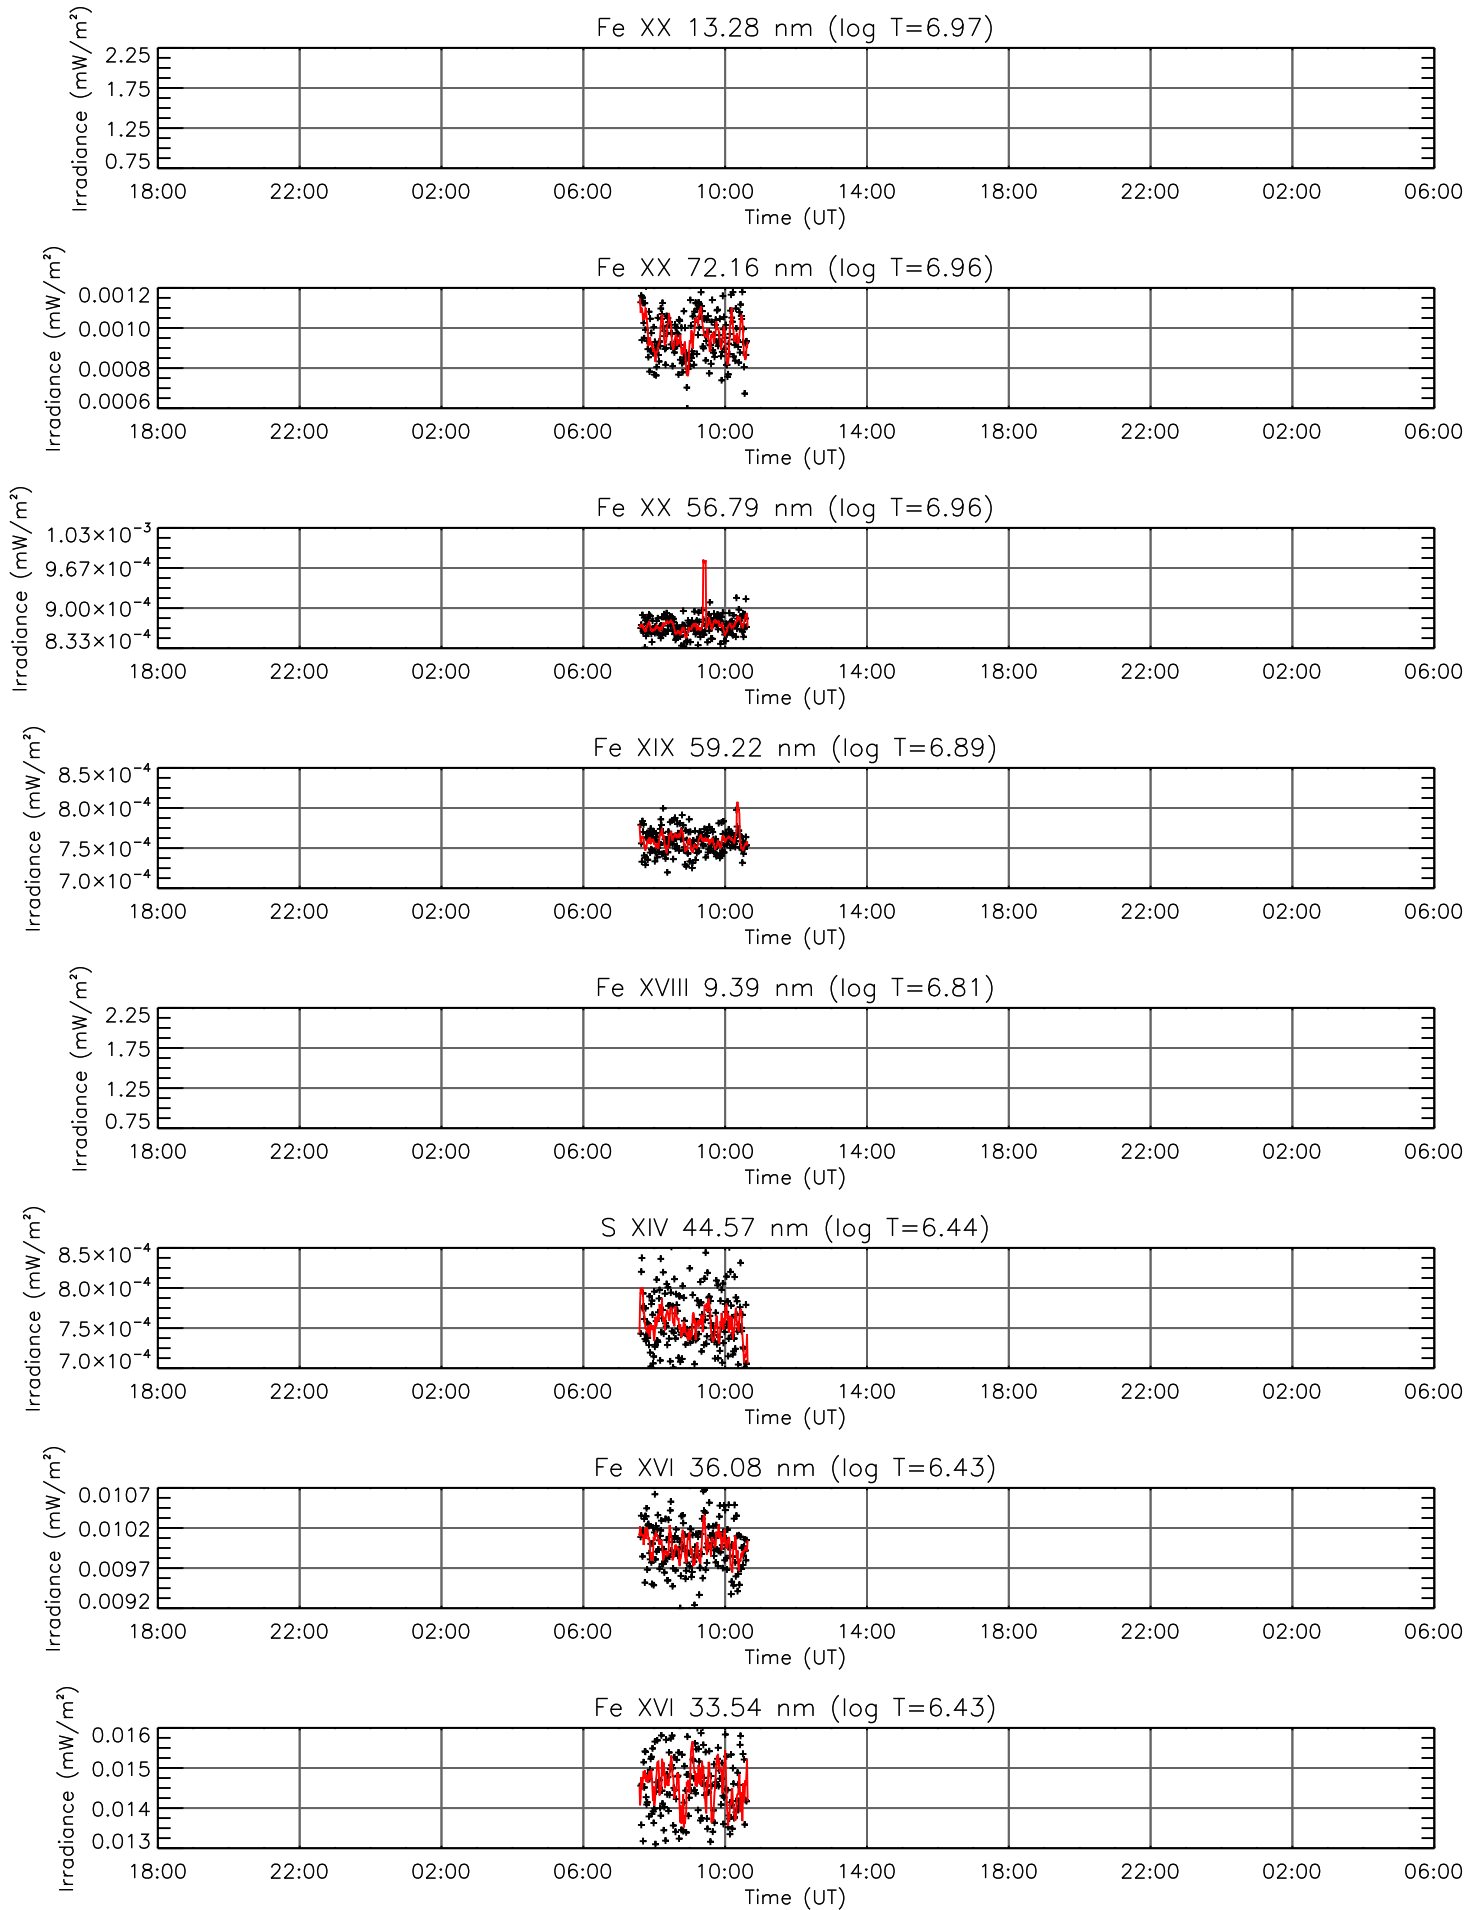 Fe XX 13.28 nm (log T=6.97)
Irradiance (mW/m²)
2.25
1.75
1.25
0.75
18:00 22:00 02:00 06:00 10:00 14:00 18:00 22:00 02:00 06:00
Time (UT)
Fe XX 72.16 nm (log T=6.96)
Irradiance (mW/m²)
0.0012
0.0010
0.0008
0.0006
18:00 22:00 02:00 06:00 10:00 14:00 18:00 22:00 02:00 06:00
Time (UT)
Fe XX 56.79 nm (log T=6.96)
Irradiance (mW/m²)
1.03×10⁻³
9.67×10⁻⁴
9.00×10⁻⁴
8.33×10⁻⁴
18:00 22:00 02:00 06:00 10:00 14:00 18:00 22:00 02:00 06:00
Time (UT)
Fe XIX 59.22 nm (log T=6.89)
Irradiance (mW/m²)
8.5×10⁻⁴
8.0×10⁻⁴
7.5×10⁻⁴
7.0×10⁻⁴
18:00 22:00 02:00 06:00 10:00 14:00 18:00 22:00 02:00 06:00
Time (UT)
Fe XVIII 9.39 nm (log T=6.81)
Irradiance (mW/m²)
2.25
1.75
1.25
0.75
18:00 22:00 02:00 06:00 10:00 14:00 18:00 22:00 02:00 06:00
Time (UT)
S XIV 44.57 nm (log T=6.44)
Irradiance (mW/m²)
8.5×10⁻⁴
8.0×10⁻⁴
7.5×10⁻⁴
7.0×10⁻⁴
18:00 22:00 02:00 06:00 10:00 14:00 18:00 22:00 02:00 06:00
Time (UT)
Fe XVI 36.08 nm (log T=6.43)
Irradiance (mW/m²)
0.0107
0.0102
0.0097
0.0092
18:00 22:00 02:00 06:00 10:00 14:00 18:00 22:00 02:00 06:00
Time (UT)
Fe XVI 33.54 nm (log T=6.43)
Irradiance (mW/m²)
0.016
0.015
0.014
0.013
18:00 22:00 02:00 06:00 10:00 14:00 18:00 22:00 02:00 06:00
Time (UT)